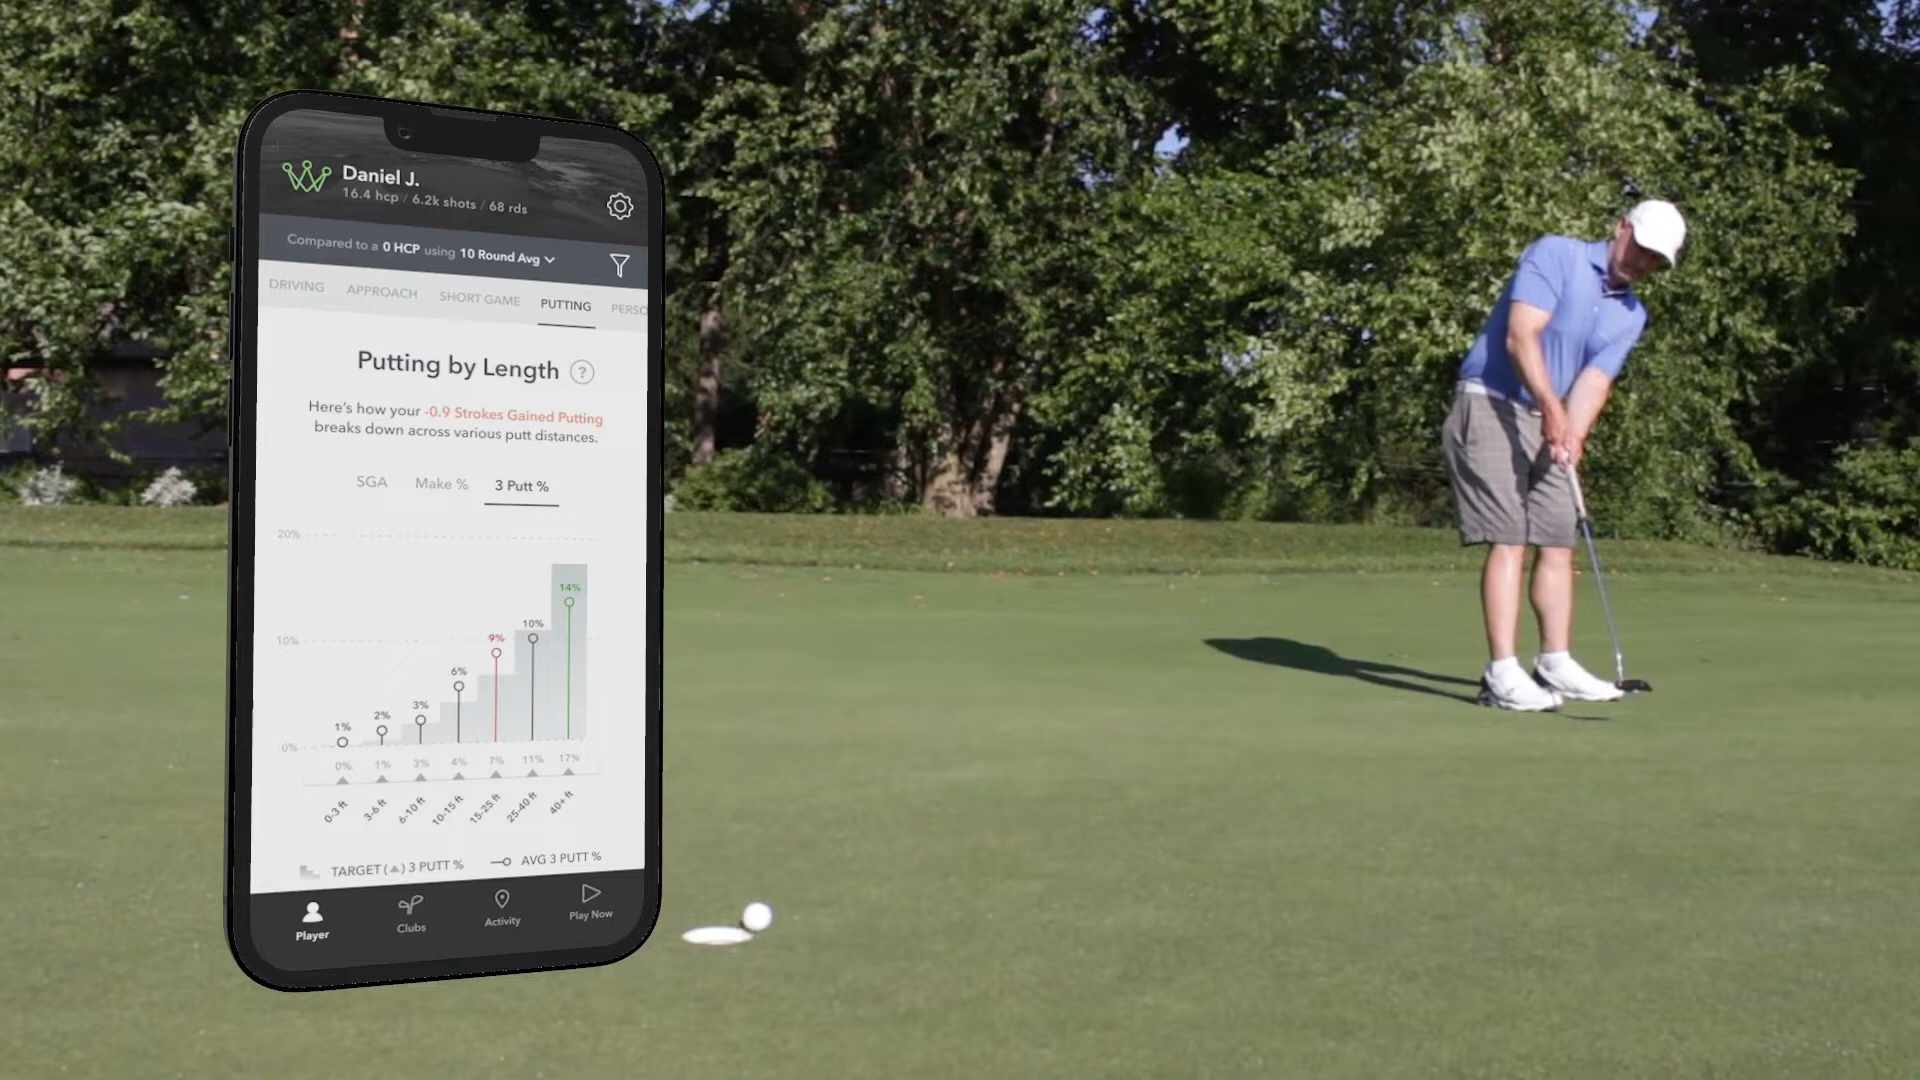 Daniel J.
16.4 hcp / 6.2k shots / 68 rds
Compared to a 0 HCP using 10 Round Avg
DRIVING APPROACH SHORT GAME PUTTING PERSO
Putting by Length ?
Here's how your -0.9 Strokes Gained Putting
breaks down across various putt distances.
SGA Make % 3 Putt %
20%
14%
10%
10%
9%
6%
3%
2%
1%
0%
0% 1% 3% 4% 7% 11% 17%
0-3 ft 3-6 ft 6-10 ft 10-15 ft 15-25 ft 25-40 ft 40+ ft
TARGET (▲) 3 PUTT % AVG 3 PUTT %
Player Clubs Activity Play Now